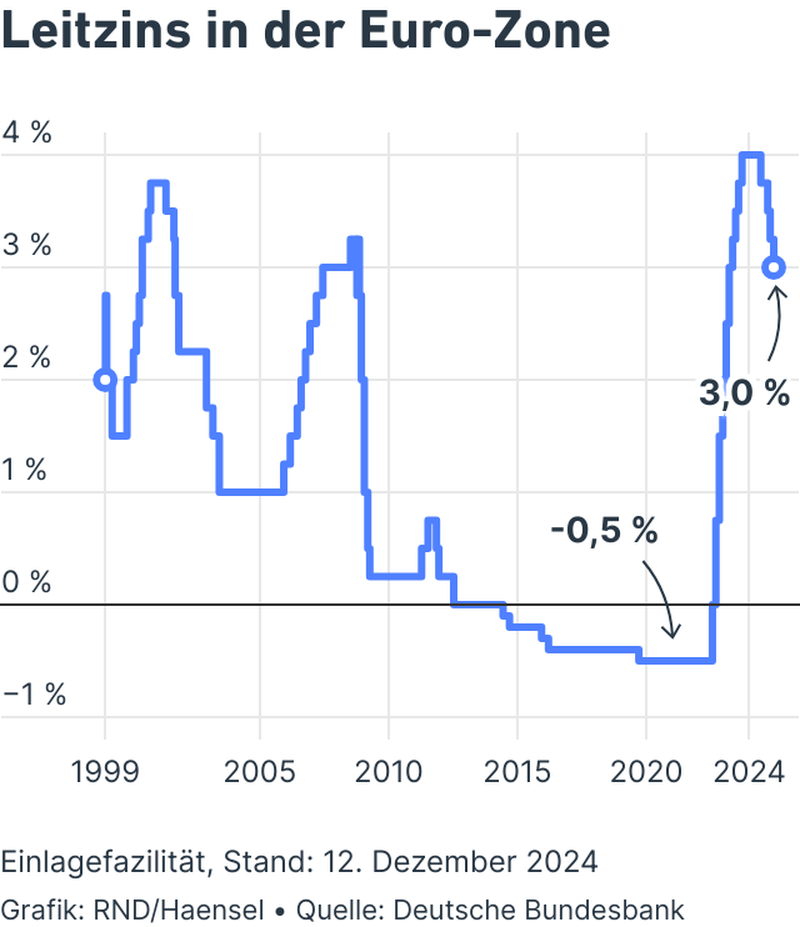 Leitzins in der Euro-Zone
4 %
3 %
2 %
3,0 %
1 %
-0,5 %
0 %
−1 %
1999 2005 2010 2015 2020 2024
Einlagefazilität, Stand: 12. Dezember 2024
Grafik: RND/Haensel • Quelle: Deutsche Bundesbank